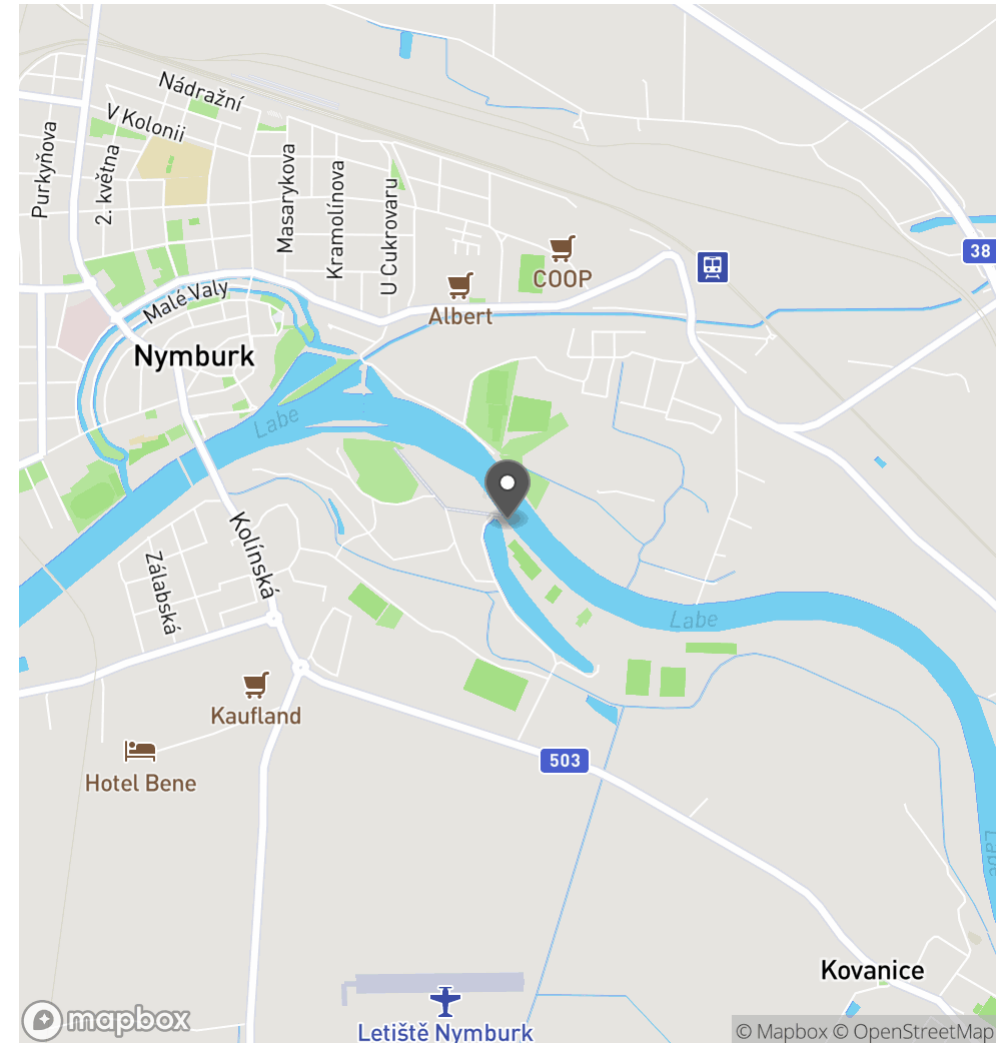 Nádražní
V Kolonii
Purkyňova
2. května
Masarykova
Kramolínova
U Cukrovaru
38
COOP
Malé Valy
Albert
Nymburk
Labe
Kolínská
Zálabská
Labe
Kaufland
503
Hotel Bene
Labe
Kovanice
mapbox
Letiště Nymburk
© Mapbox © OpenStreetMap